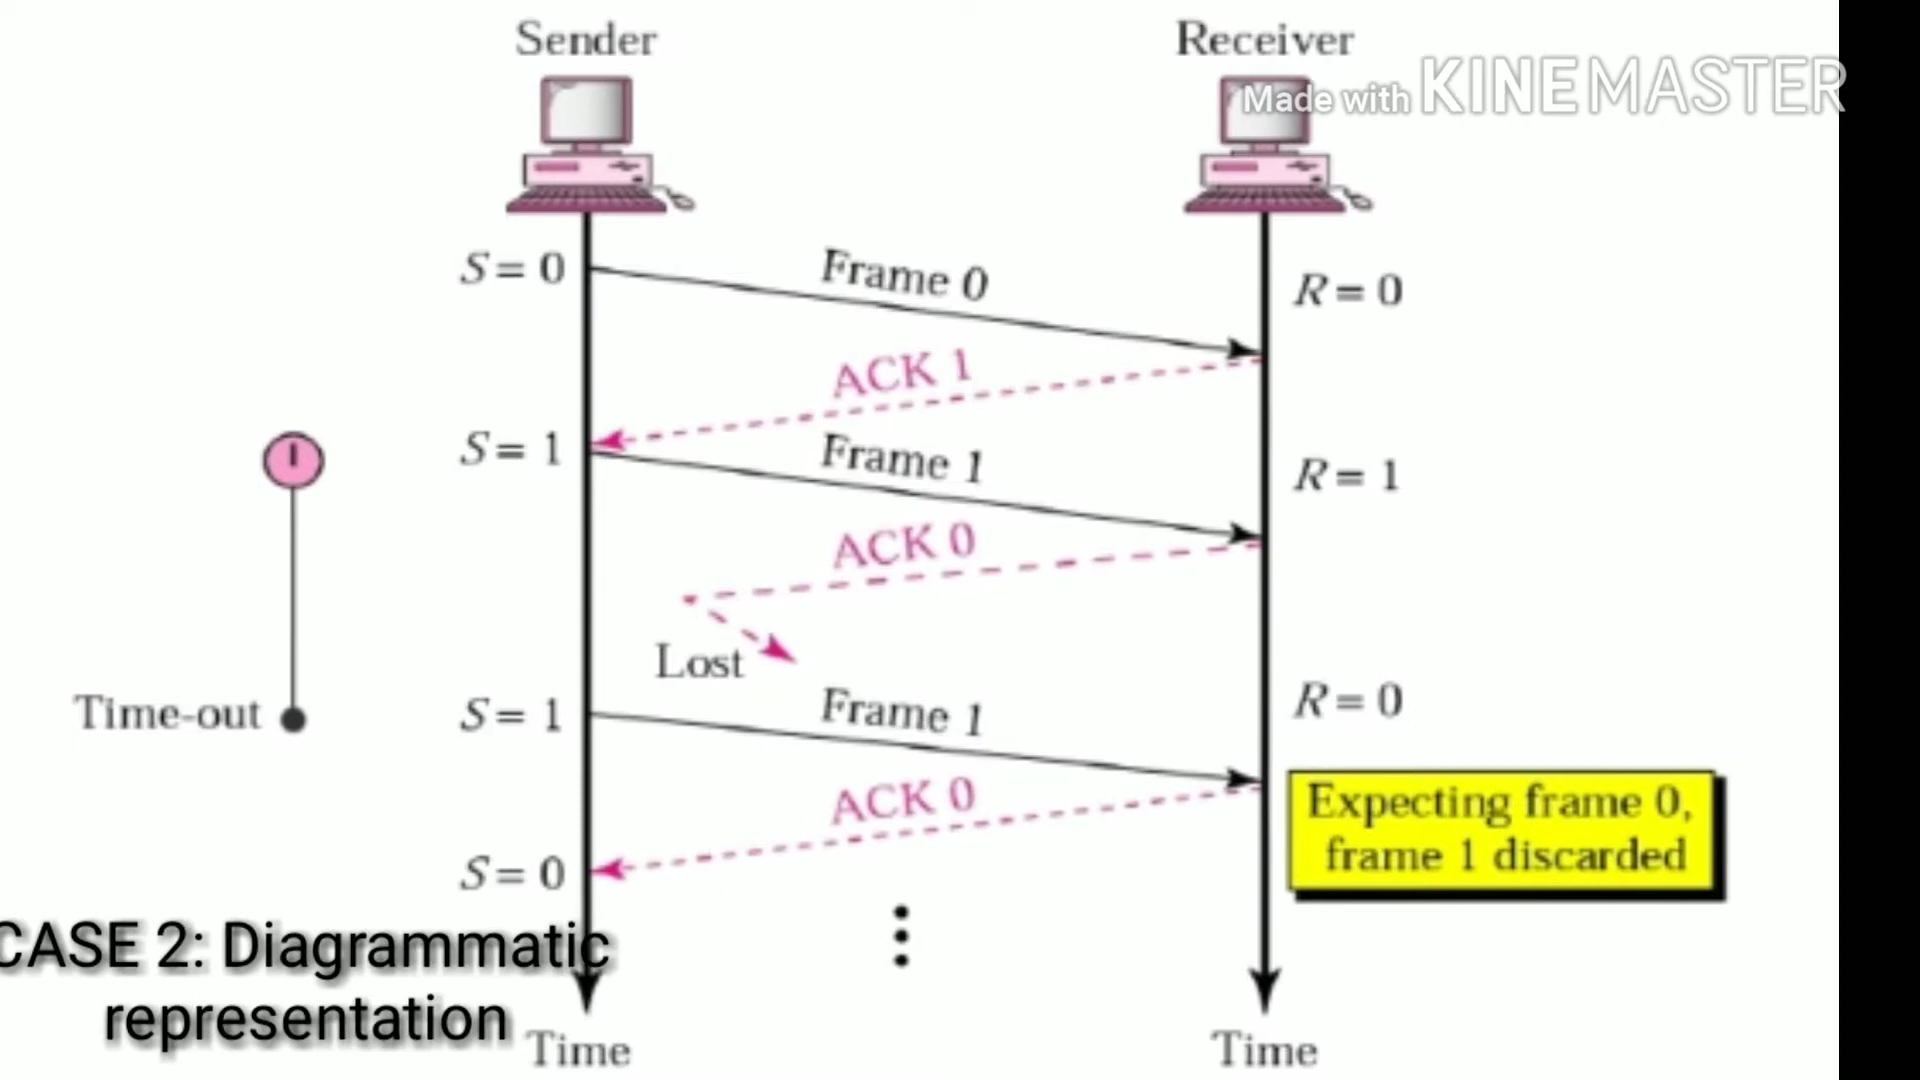 Sender
Receiver
Made with KINEMASTER
S = 0
Frame 0
R = 0
ACK 1
S = 1
Frame 1
R = 1
ACK 0
Lost
Time-out
S = 1
Frame 1
R = 0
ACK 0
Expecting frame 0,
frame 1 discarded
S = 0
CASE 2: Diagrammatic
representation
Time
Time